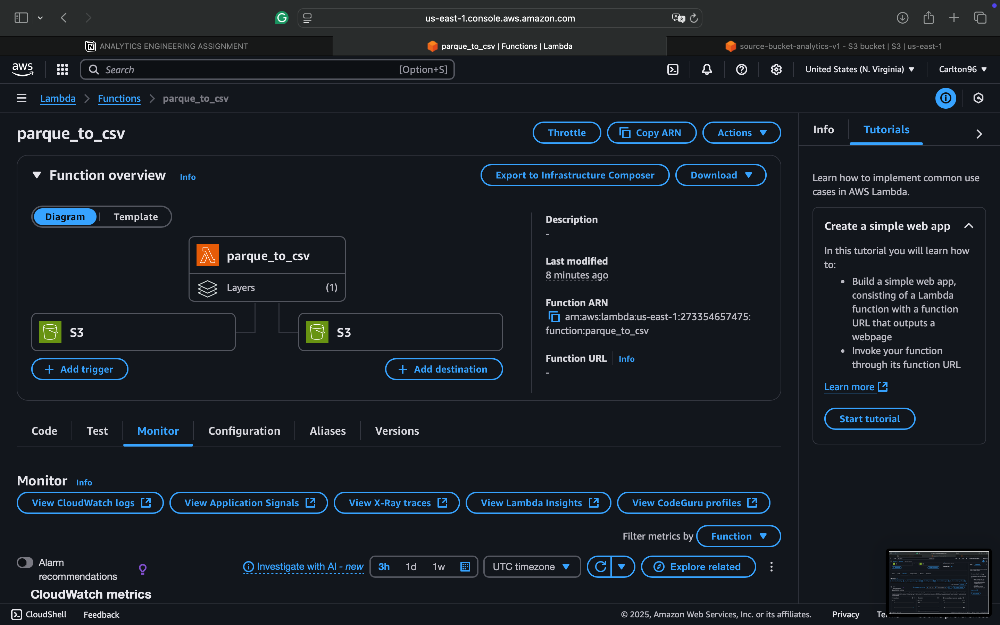 us-east-1.console.aws.amazon.com
ANALYTICS ENGINEERING ASSIGNMENT
parque_to_csv | Functions | Lambda
source-bucket-analytics-v1 - S3 bucket | S3 | us-east-1
aws
Search
[Option+S]
United States (N. Virginia)
Carlton96
Lambda
Functions
parque_to_csv
parque_to_csv
Throttle
Copy ARN
Actions
Function overview
Info
Export to Infrastructure Composer
Download
Diagram
Template
parque_to_csv
Layers
(1)
S3
S3
+ Add trigger
+ Add destination
Description
-
Last modified
8 minutes ago
Function ARN
arn:aws:lambda:us-east-1:273354657475:
function:parque_to_csv
Function URL
Info
-
Info
Tutorials
Learn how to implement common use
cases in AWS Lambda.
Create a simple web app
In this tutorial you will learn how
to:
• Build a simple web app,
consisting of a Lambda
function with a function
URL that outputs a
webpage
• Invoke your function
through its function URL
Learn more
Start tutorial
Code
Test
Monitor
Configuration
Aliases
Versions
Monitor
Info
View CloudWatch logs
View Application Signals
View X-Ray traces
View Lambda Insights
View CodeGuru profiles
Filter metrics by
Function
Alarm
recommendations
Investigate with AI - new
3h
1d
1w
UTC timezone
Explore related
CloudWatch metrics
CloudShell
Feedback
© 2025, Amazon Web Services, Inc. or its affiliates.
Privacy